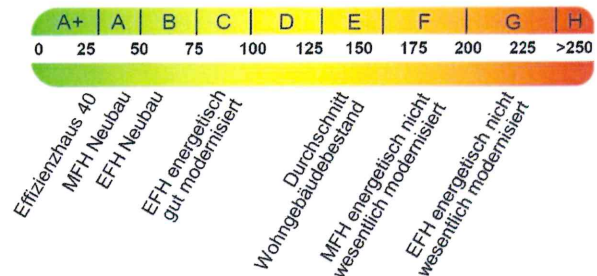 A+ A B C D E F G H
0 25 50 75 100 125 150 175 200 225 >250
Effizienzhaus 40
MFH Neubau
EFH Neubau
EFH energetisch
gut modernisiert
Durchschnitt
Wohngebäudebestand
MFH energetisch nicht
wesentlich modernisiert
EFH energetisch nicht
wesentlich modernisiert